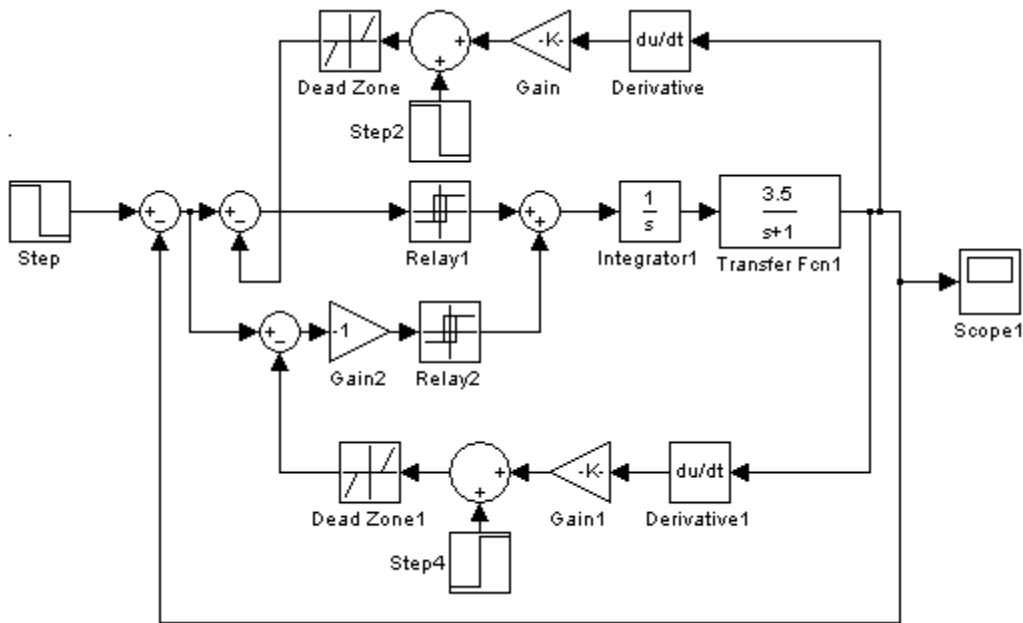 -K-
du/dt
Dead Zone
Gain
Derivative
Step2
Step
Relay1
1
s
Integrator1
3.5
s+1
Transfer Fcn1
Scope1
-1
Gain2
Relay2
-K-
du/dt
Dead Zone1
Gain1
Derivative1
Step4